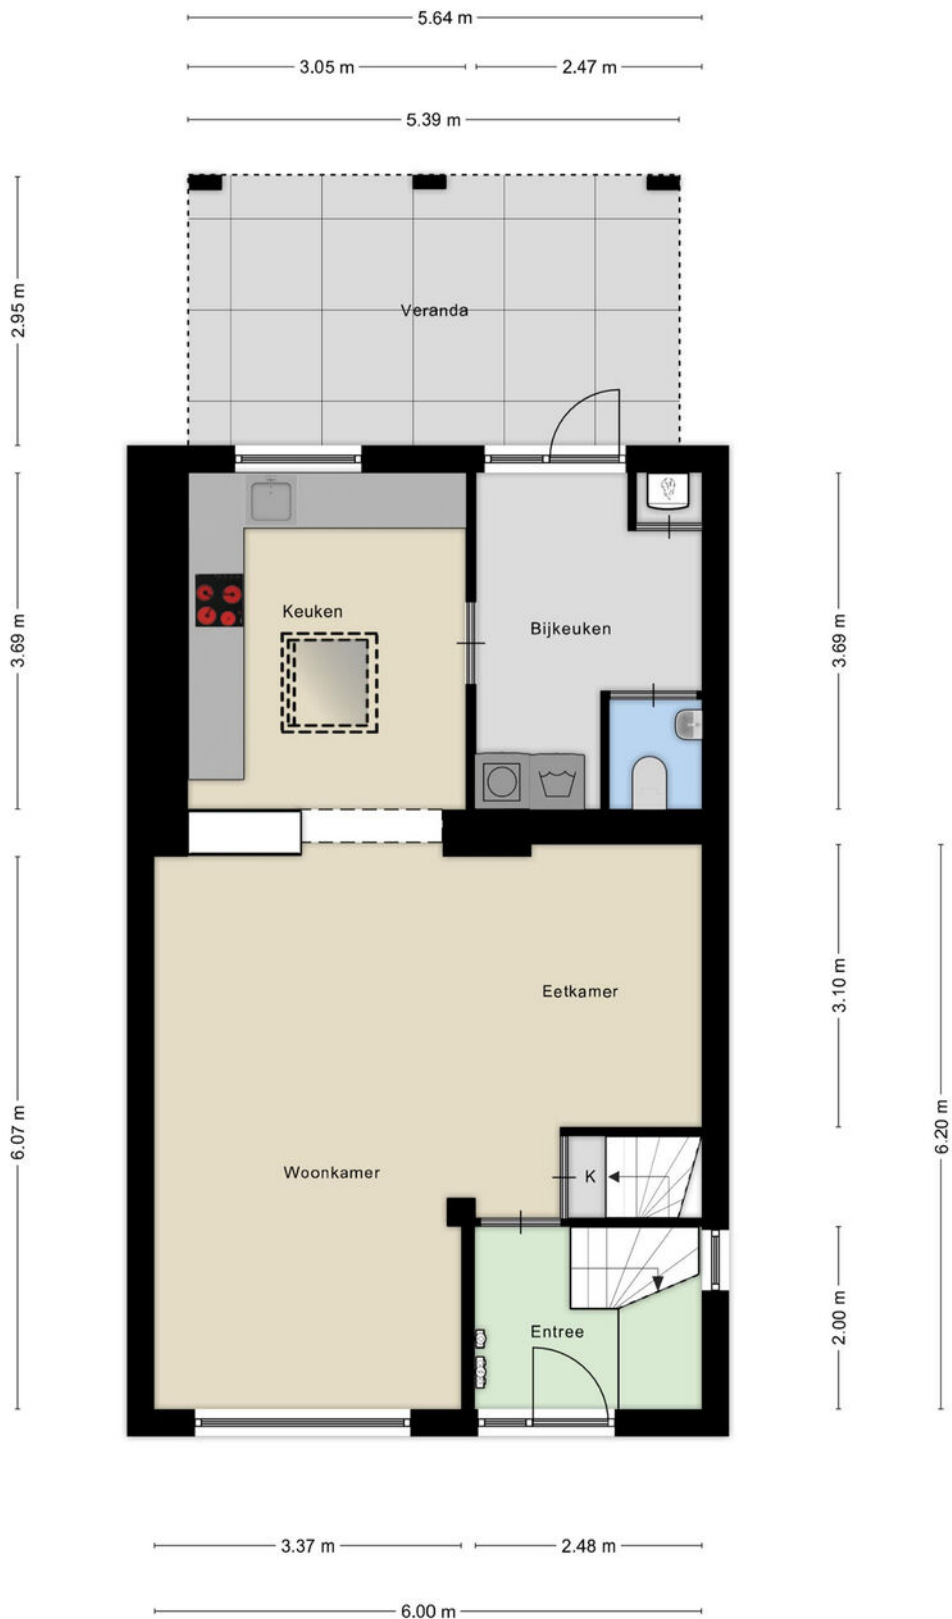 5.64 m
3.05 m
2.47 m
5.39 m
2.95 m
Veranda
3.69 m
Keuken
Bijkeuken
3.69 m
3.10 m
Eetkamer
6.07 m
6.20 m
Woonkamer
K
2.00 m
Entree
3.37 m
2.48 m
6.00 m